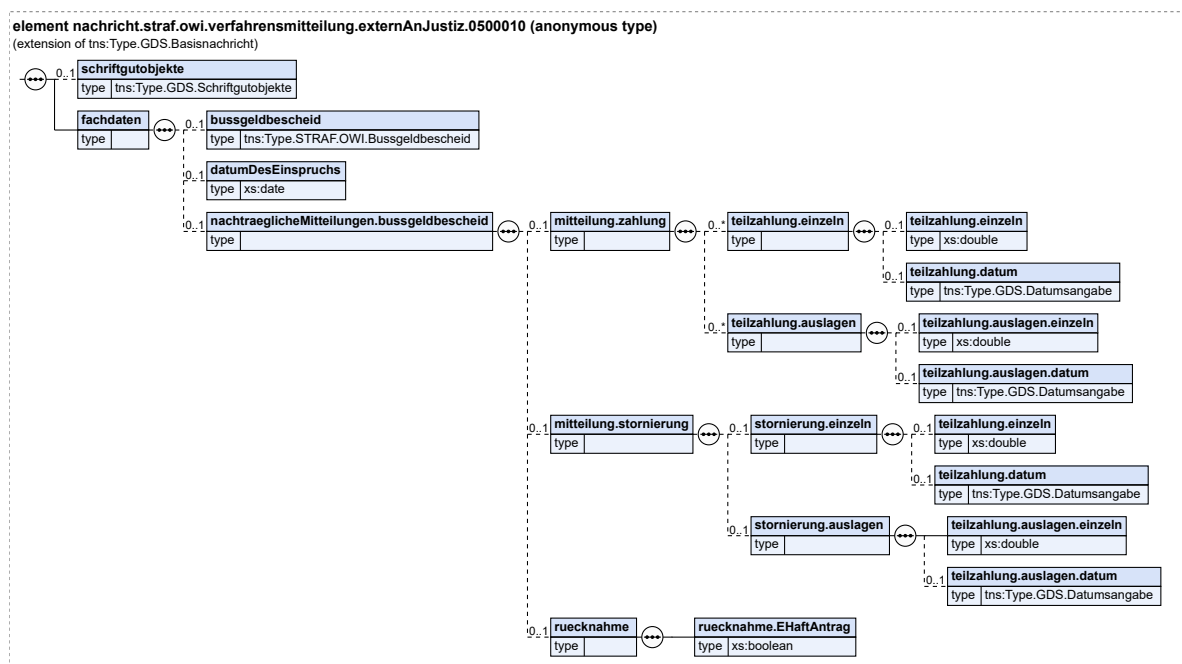 element nachricht.straf.owi.verfahrensmitteilung.externAnJustiz.0500010 (anonymous type)
(extension of tns:Type.GDS.Basisnachricht)
0..1 schriftgutobjekte
type tns:Type.GDS.Schriftgutobjekte
fachdaten
type
0..1 bussgeldbescheid
type tns:Type.STRAF.OWI.Bussgeldbescheid
0..1 datumDesEinspruchs
type xs:date
0..1 nachtraeglicheMitteilungen.bussgeldbescheid
type
0..1 mitteilung.zahlung
type
0..* teilzahlung.einzeln
type
0..1 teilzahlung.einzeln
type xs:double
0..1 teilzahlung.datum
type tns:Type.GDS.Datumsangabe
0..* teilzahlung.auslagen
type
0..1 teilzahlung.auslagen.einzeln
type xs:double
0..1 teilzahlung.auslagen.datum
type tns:Type.GDS.Datumsangabe
0..1 mitteilung.stornierung
type
0..1 stornierung.einzeln
type
0..1 teilzahlung.einzeln
type xs:double
0..1 teilzahlung.datum
type tns:Type.GDS.Datumsangabe
0..1 stornierung.auslagen
type
teilzahlung.auslagen.einzeln
type xs:double
0..1 teilzahlung.auslagen.datum
type tns:Type.GDS.Datumsangabe
0..1 ruecknahme
type
ruecknahme.EHaftAntrag
type xs:boolean